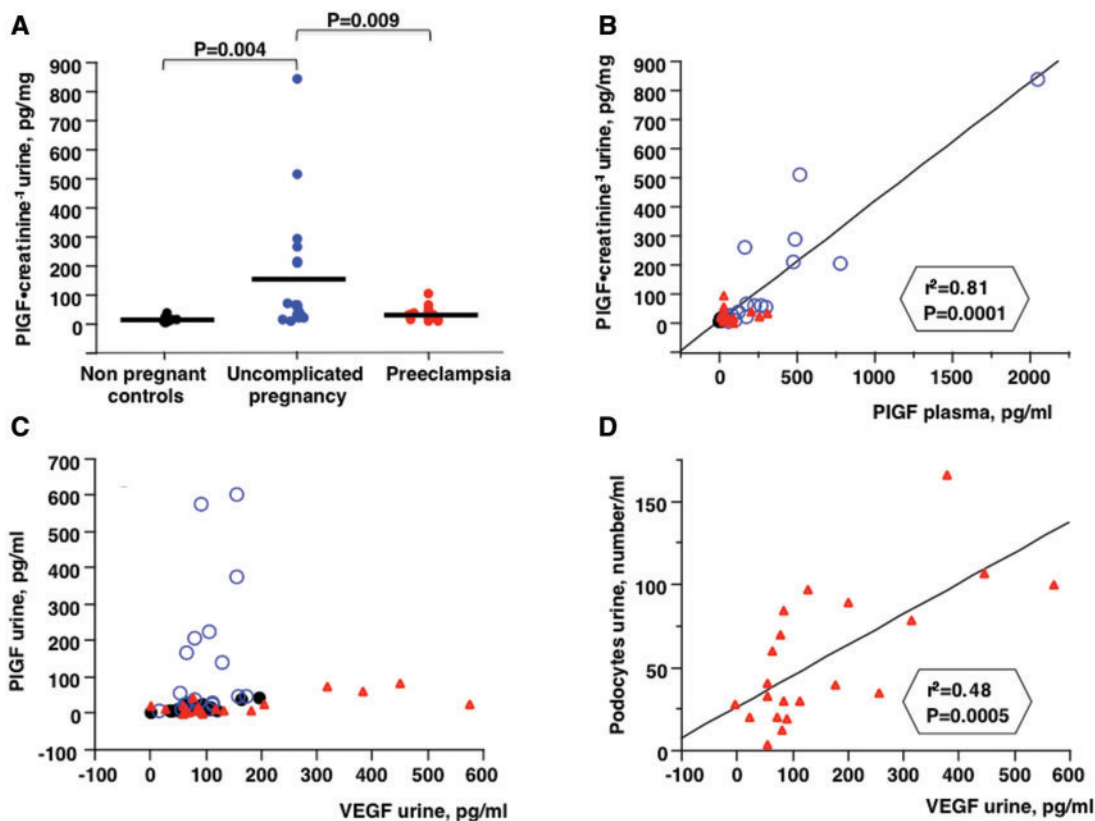 A
P=0.004
P=0.009
PlGF•creatinine⁻¹ urine, pg/mg
900
800
700
600
500
400
300
200
100
0
Non pregnant
controls
Uncomplicated
pregnancy
Preeclampsia
B
PlGF•creatinine⁻¹ urine, pg/mg
900
800
700
600
500
400
300
200
100
0
r²=0.81
P=0.0001
0
500
1000
1500
2000
PlGF plasma, pg/ml
C
PlGF urine, pg/ml
700
600
500
400
300
200
100
0
-100
-100
0
100
200
300
400
500
600
VEGF urine, pg/ml
D
Podocytes urine, number/ml
150
100
50
0
r²=0.48
P=0.0005
-100
0
100
200
300
400
500
600
VEGF urine, pg/ml